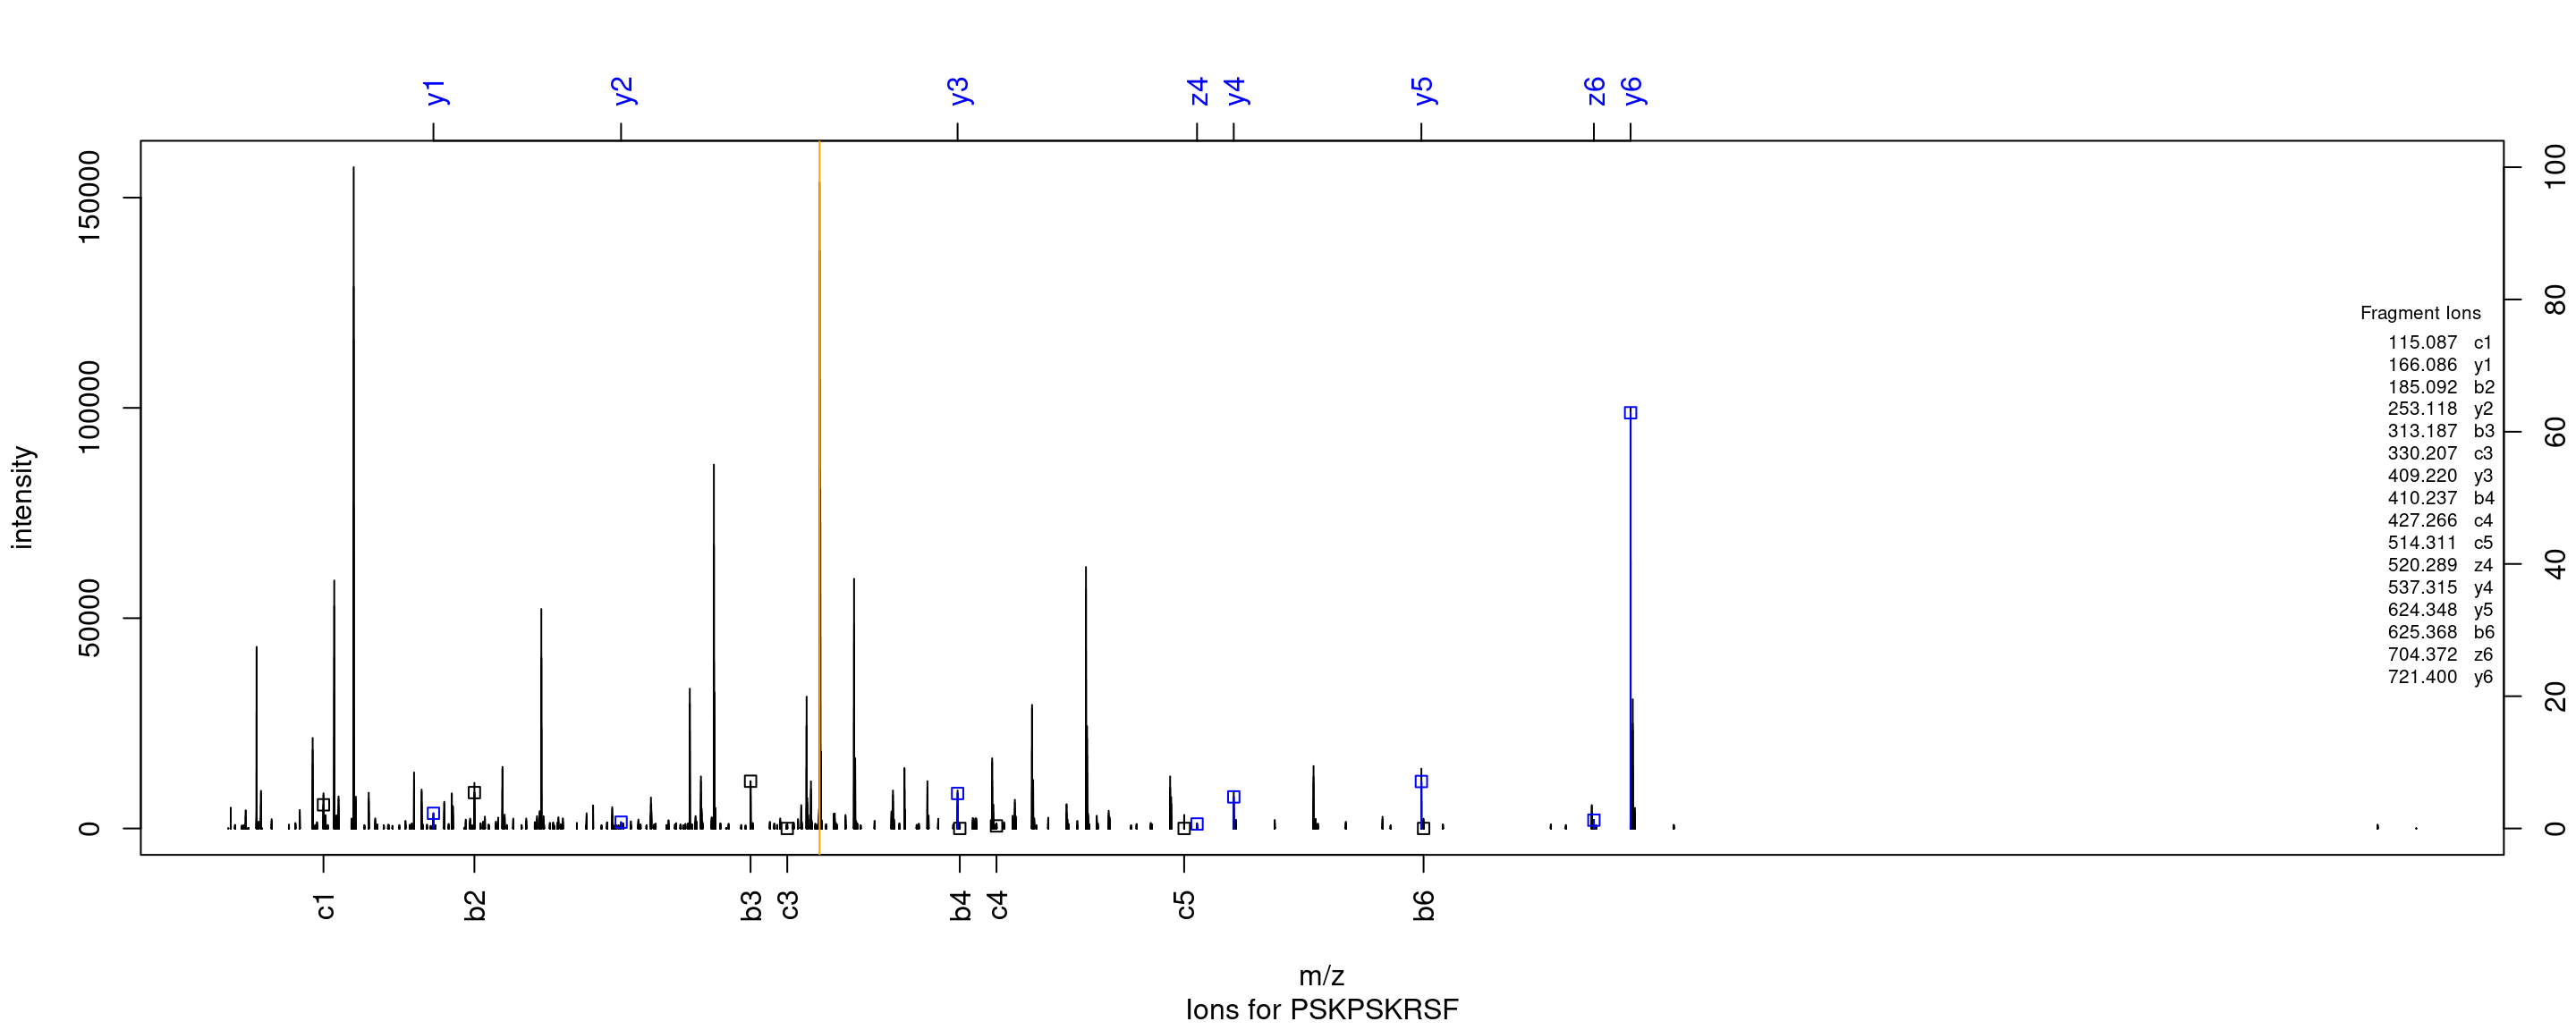 y1 y2 y3 z4 y4 y5 z6 y6
150000
100000
50000
0
intensity
100
80
60
40
20
0
Fragment Ions
115.087 c1
166.086 y1
185.092 b2
253.118 y2
313.187 b3
330.207 c3
409.220 y3
410.237 b4
427.266 c4
514.311 c5
520.289 z4
537.315 y4
624.348 y5
625.368 b6
704.372 z6
721.400 y6
c1 b2 b3 c3 b4 c4 c5 b6
m/z
Ions for PSKPSKRSF